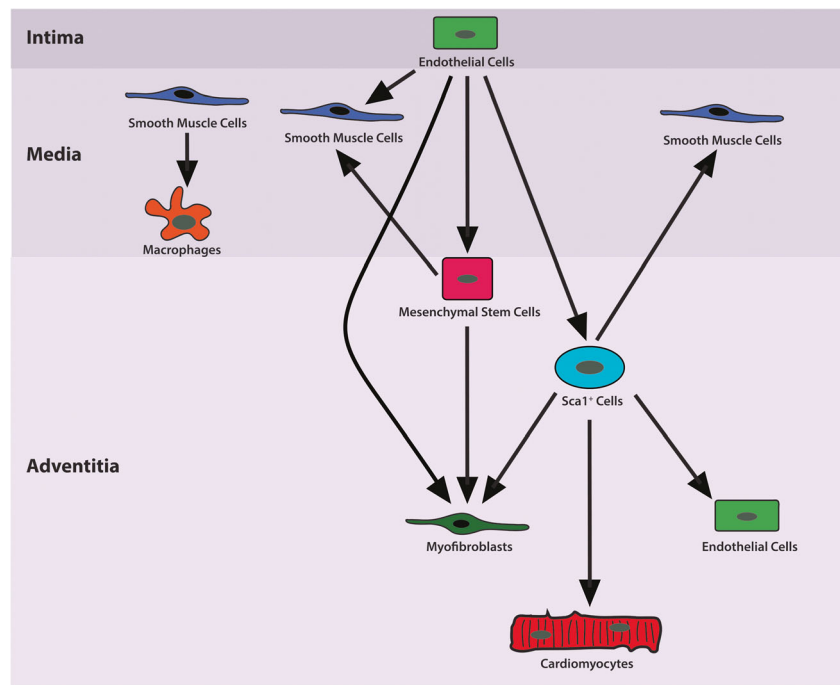 Intima
Endothelial Cells
Media
Smooth Muscle Cells
Smooth Muscle Cells
Smooth Muscle Cells
Macrophages
Mesenchymal Stem Cells
Sca1⁺ Cells
Adventitia
Myofibroblasts
Endothelial Cells
Cardiomyocytes